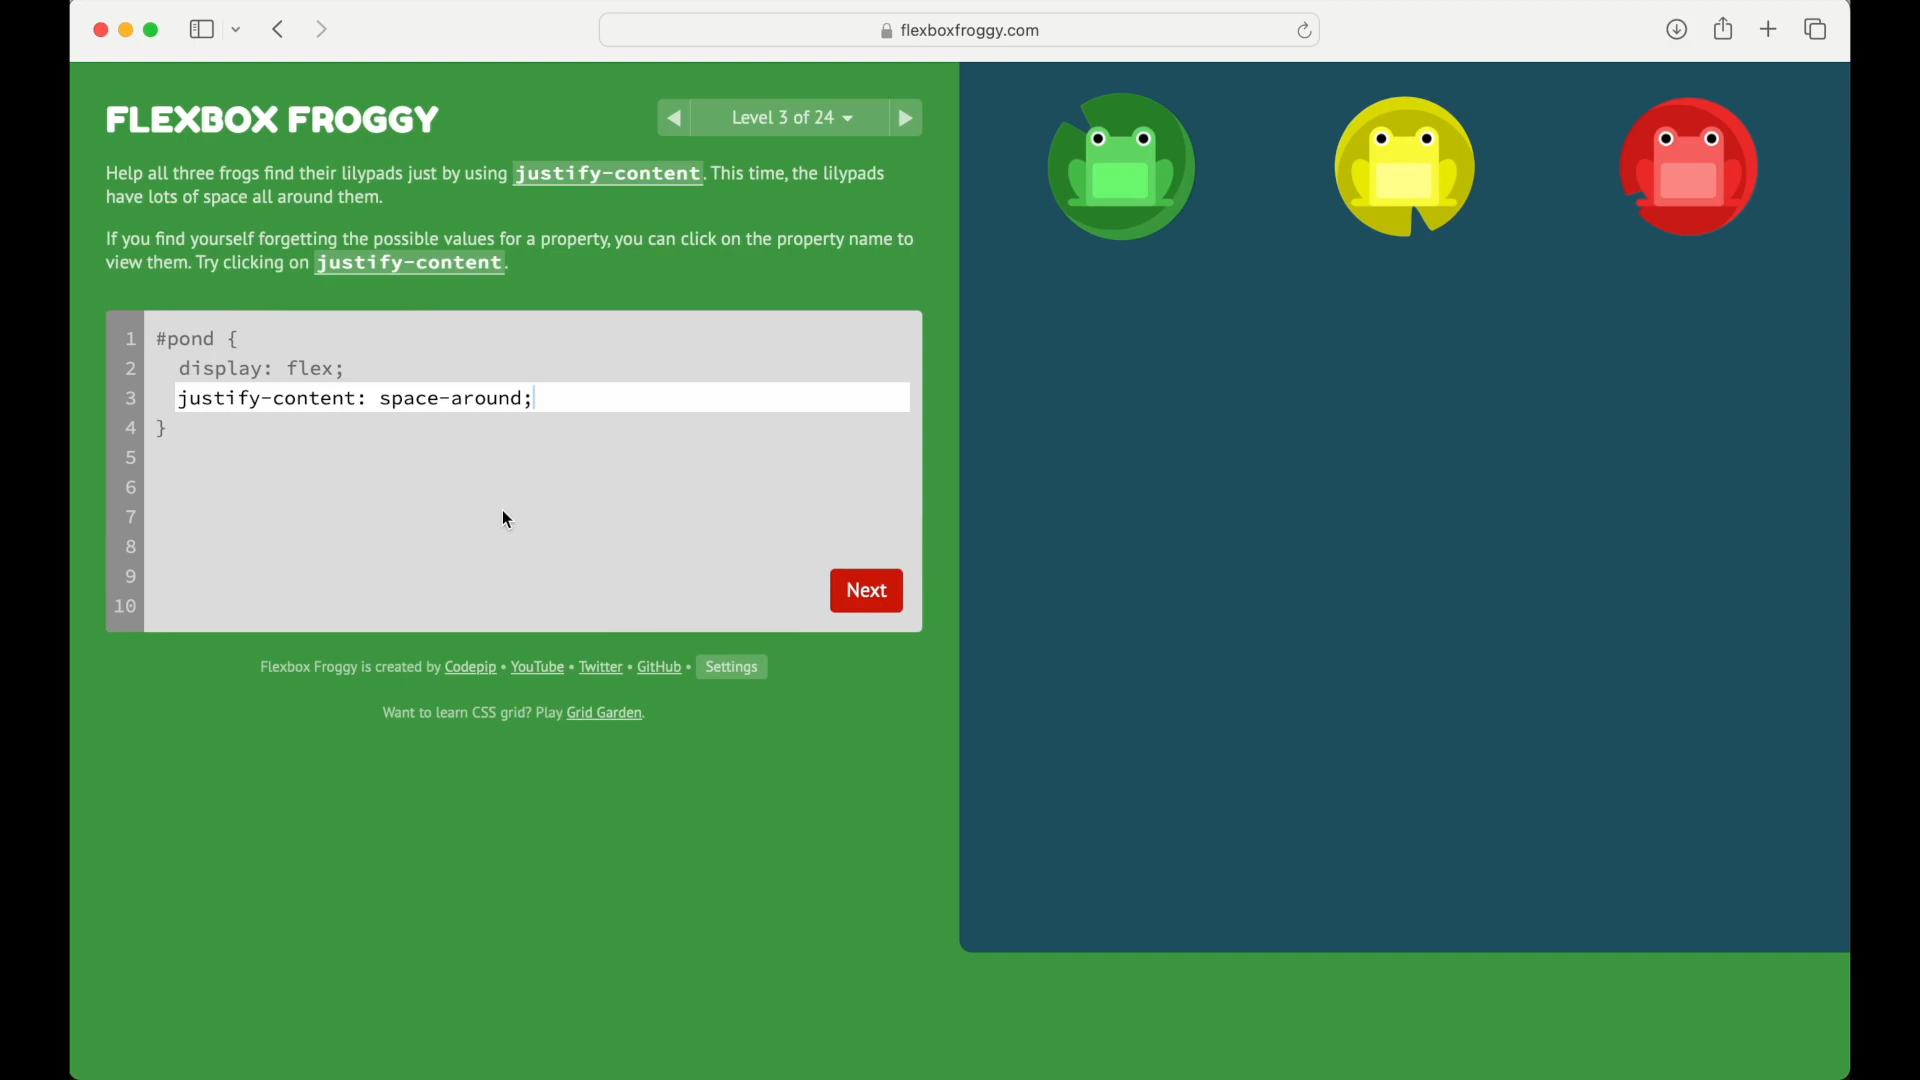 flexboxfroggy.com
FLEXBOX FROGGY
Level 3 of 24
Help all three frogs find their lilypads just by using justify-content. This time, the lilypads
have lots of space all around them.
If you find yourself forgetting the possible values for a property, you can click on the property name to
view them. Try clicking on justify-content.
1 #pond {
2 display: flex;
3 justify-content: space-around;
4 }
5
6
7
8
9
10
Next
Flexbox Froggy is created by Codepip • YouTube • Twitter • GitHub • Settings
Want to learn CSS grid? Play Grid Garden.